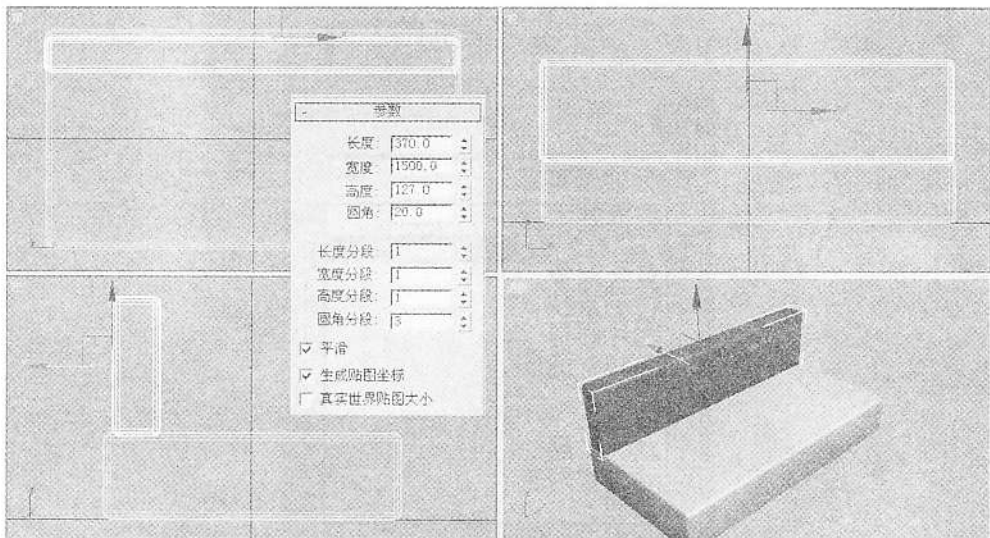 - 参数
长度: 370.0
宽度: 1500.0
高度: 127.0
圆角: 20.0
长度分段: 1
宽度分段: 1
高度分段: 1
圆角分段: 3
平滑
生成贴图坐标
真实世界贴图大小